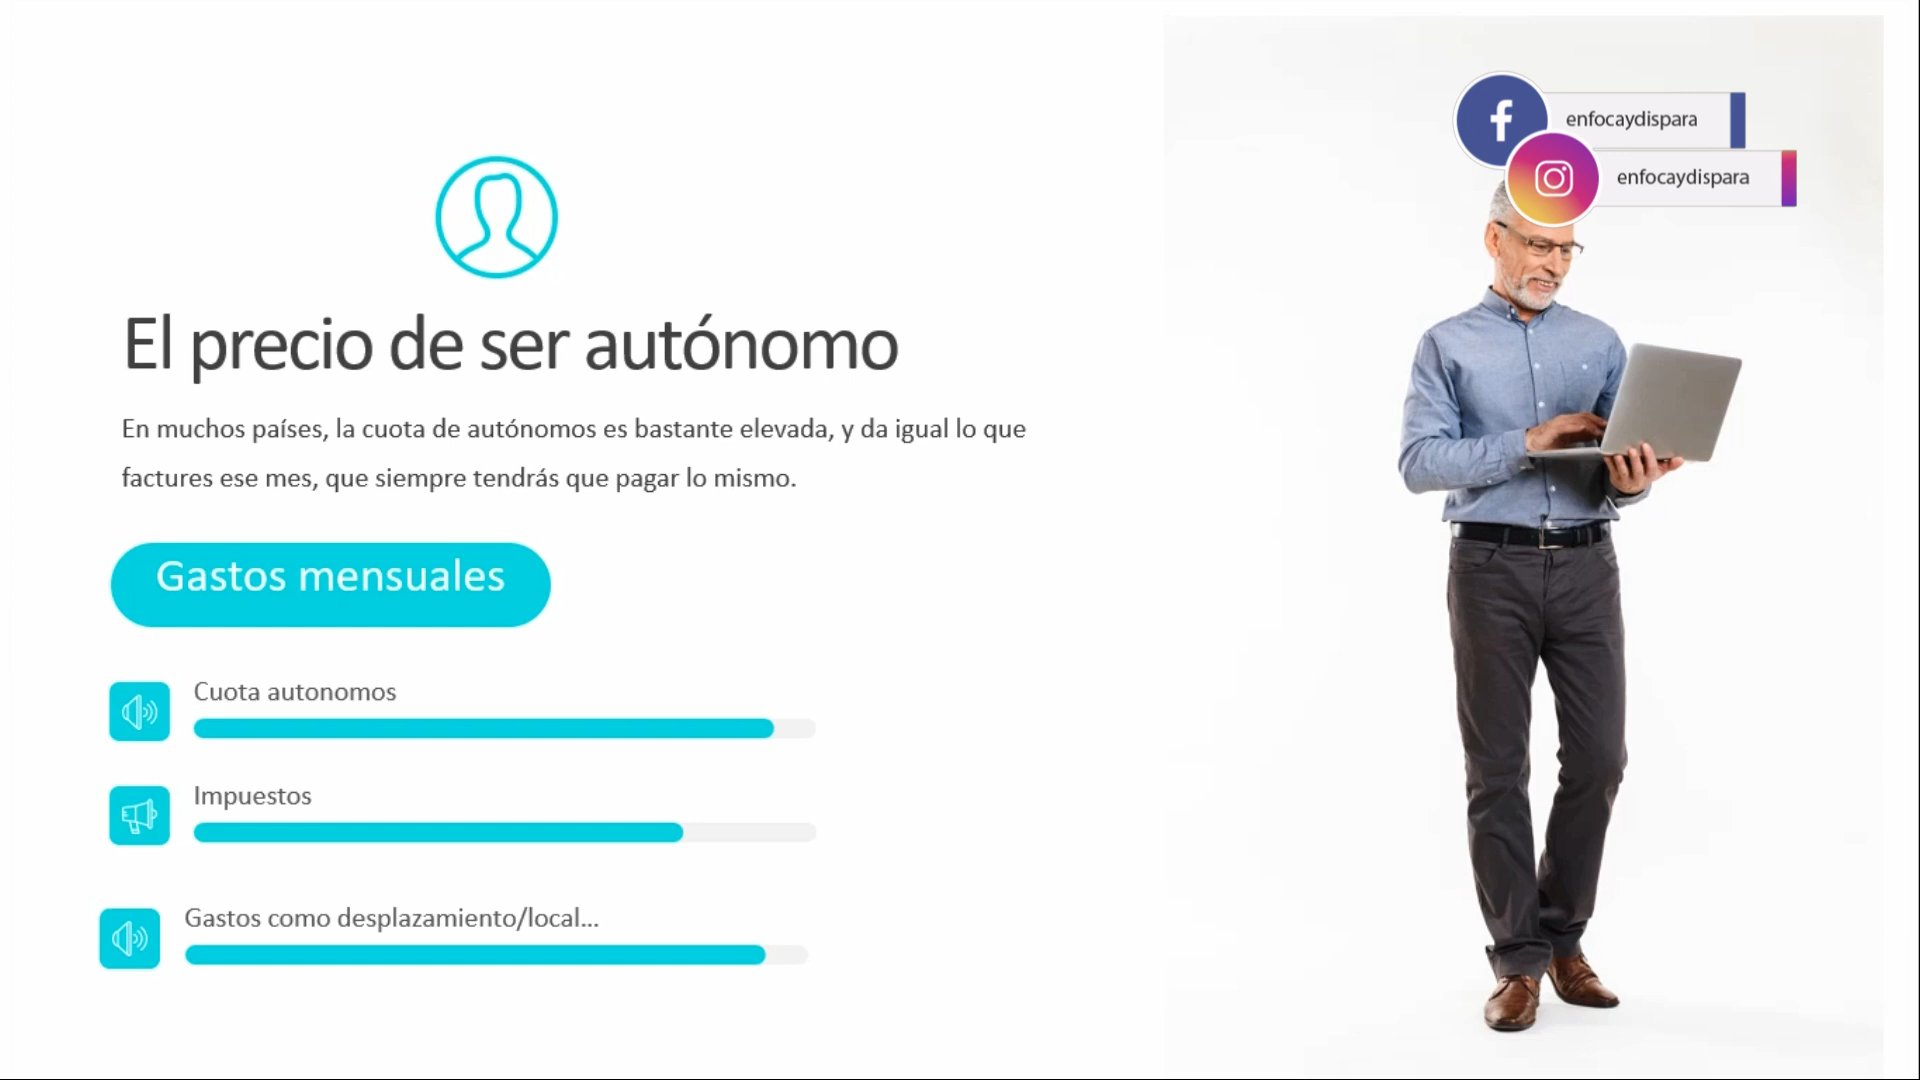 enfocaydispara
enfocaydispara
El precio de ser autónomo
En muchos países, la cuota de autónomos es bastante elevada, y da igual lo que
factures ese mes, que siempre tendrás que pagar lo mismo.
Gastos mensuales
Cuota autonomos
Impuestos
Gastos como desplazamiento/local...